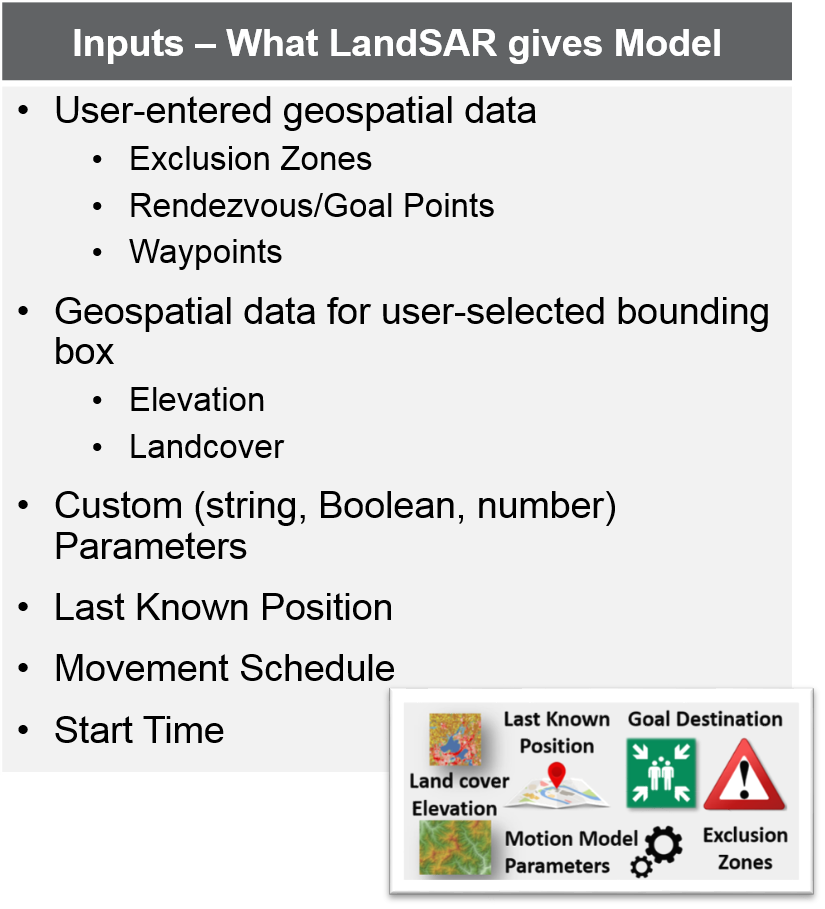 Inputs – What LandSAR gives Model
• User-entered geospatial data
• Exclusion Zones
• Rendezvous/Goal Points
• Waypoints
• Geospatial data for user-selected bounding
box
• Elevation
• Landcover
• Custom (string, Boolean, number)
Parameters
• Last Known Position
• Movement Schedule
• Start Time
Last Known
Position
Goal Destination
Land cover
Elevation
Motion Model
Parameters
Exclusion
Zones